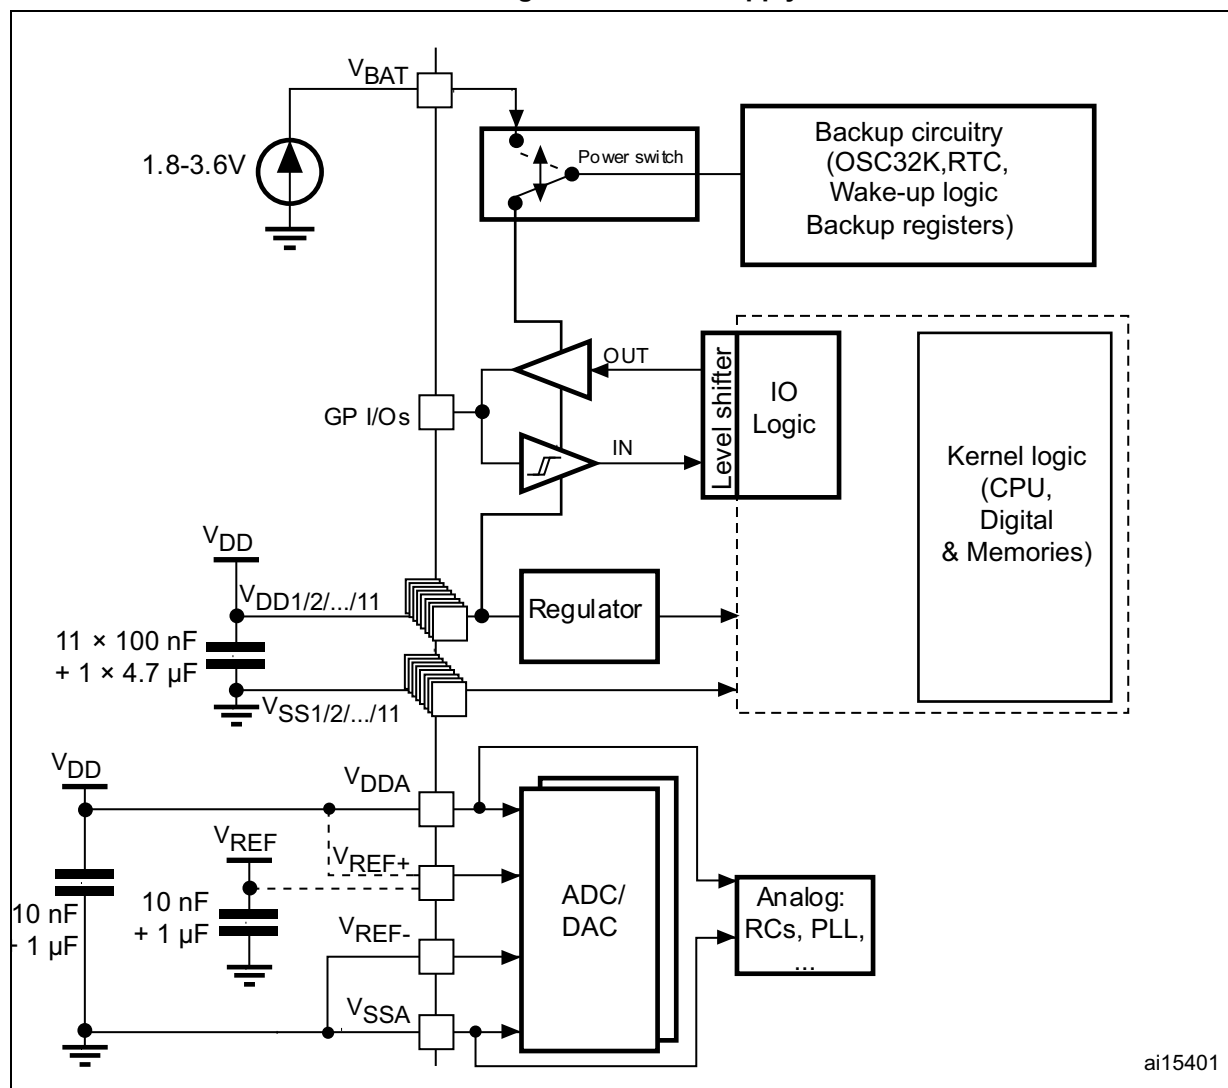 VBAT
1.8-3.6V
Power switch
Backup circuitry
(OSC32K,RTC,
Wake-up logic
Backup registers)
OUT
GP I/Os
IN
Level shifter
IO
Logic
Kernel logic
(CPU,
Digital
& Memories)
VDD
VDD1/2/.../11
Regulator
11 × 100 nF
+ 1 × 4.7 µF
VSS1/2/.../11
VDD
VDDA
VREF
VREF+
10 nF
+ 1 µF
10 nF
+ 1 µF
VREF-
VSSA
ADC/
DAC
Analog:
RCs, PLL,
...
ai15401